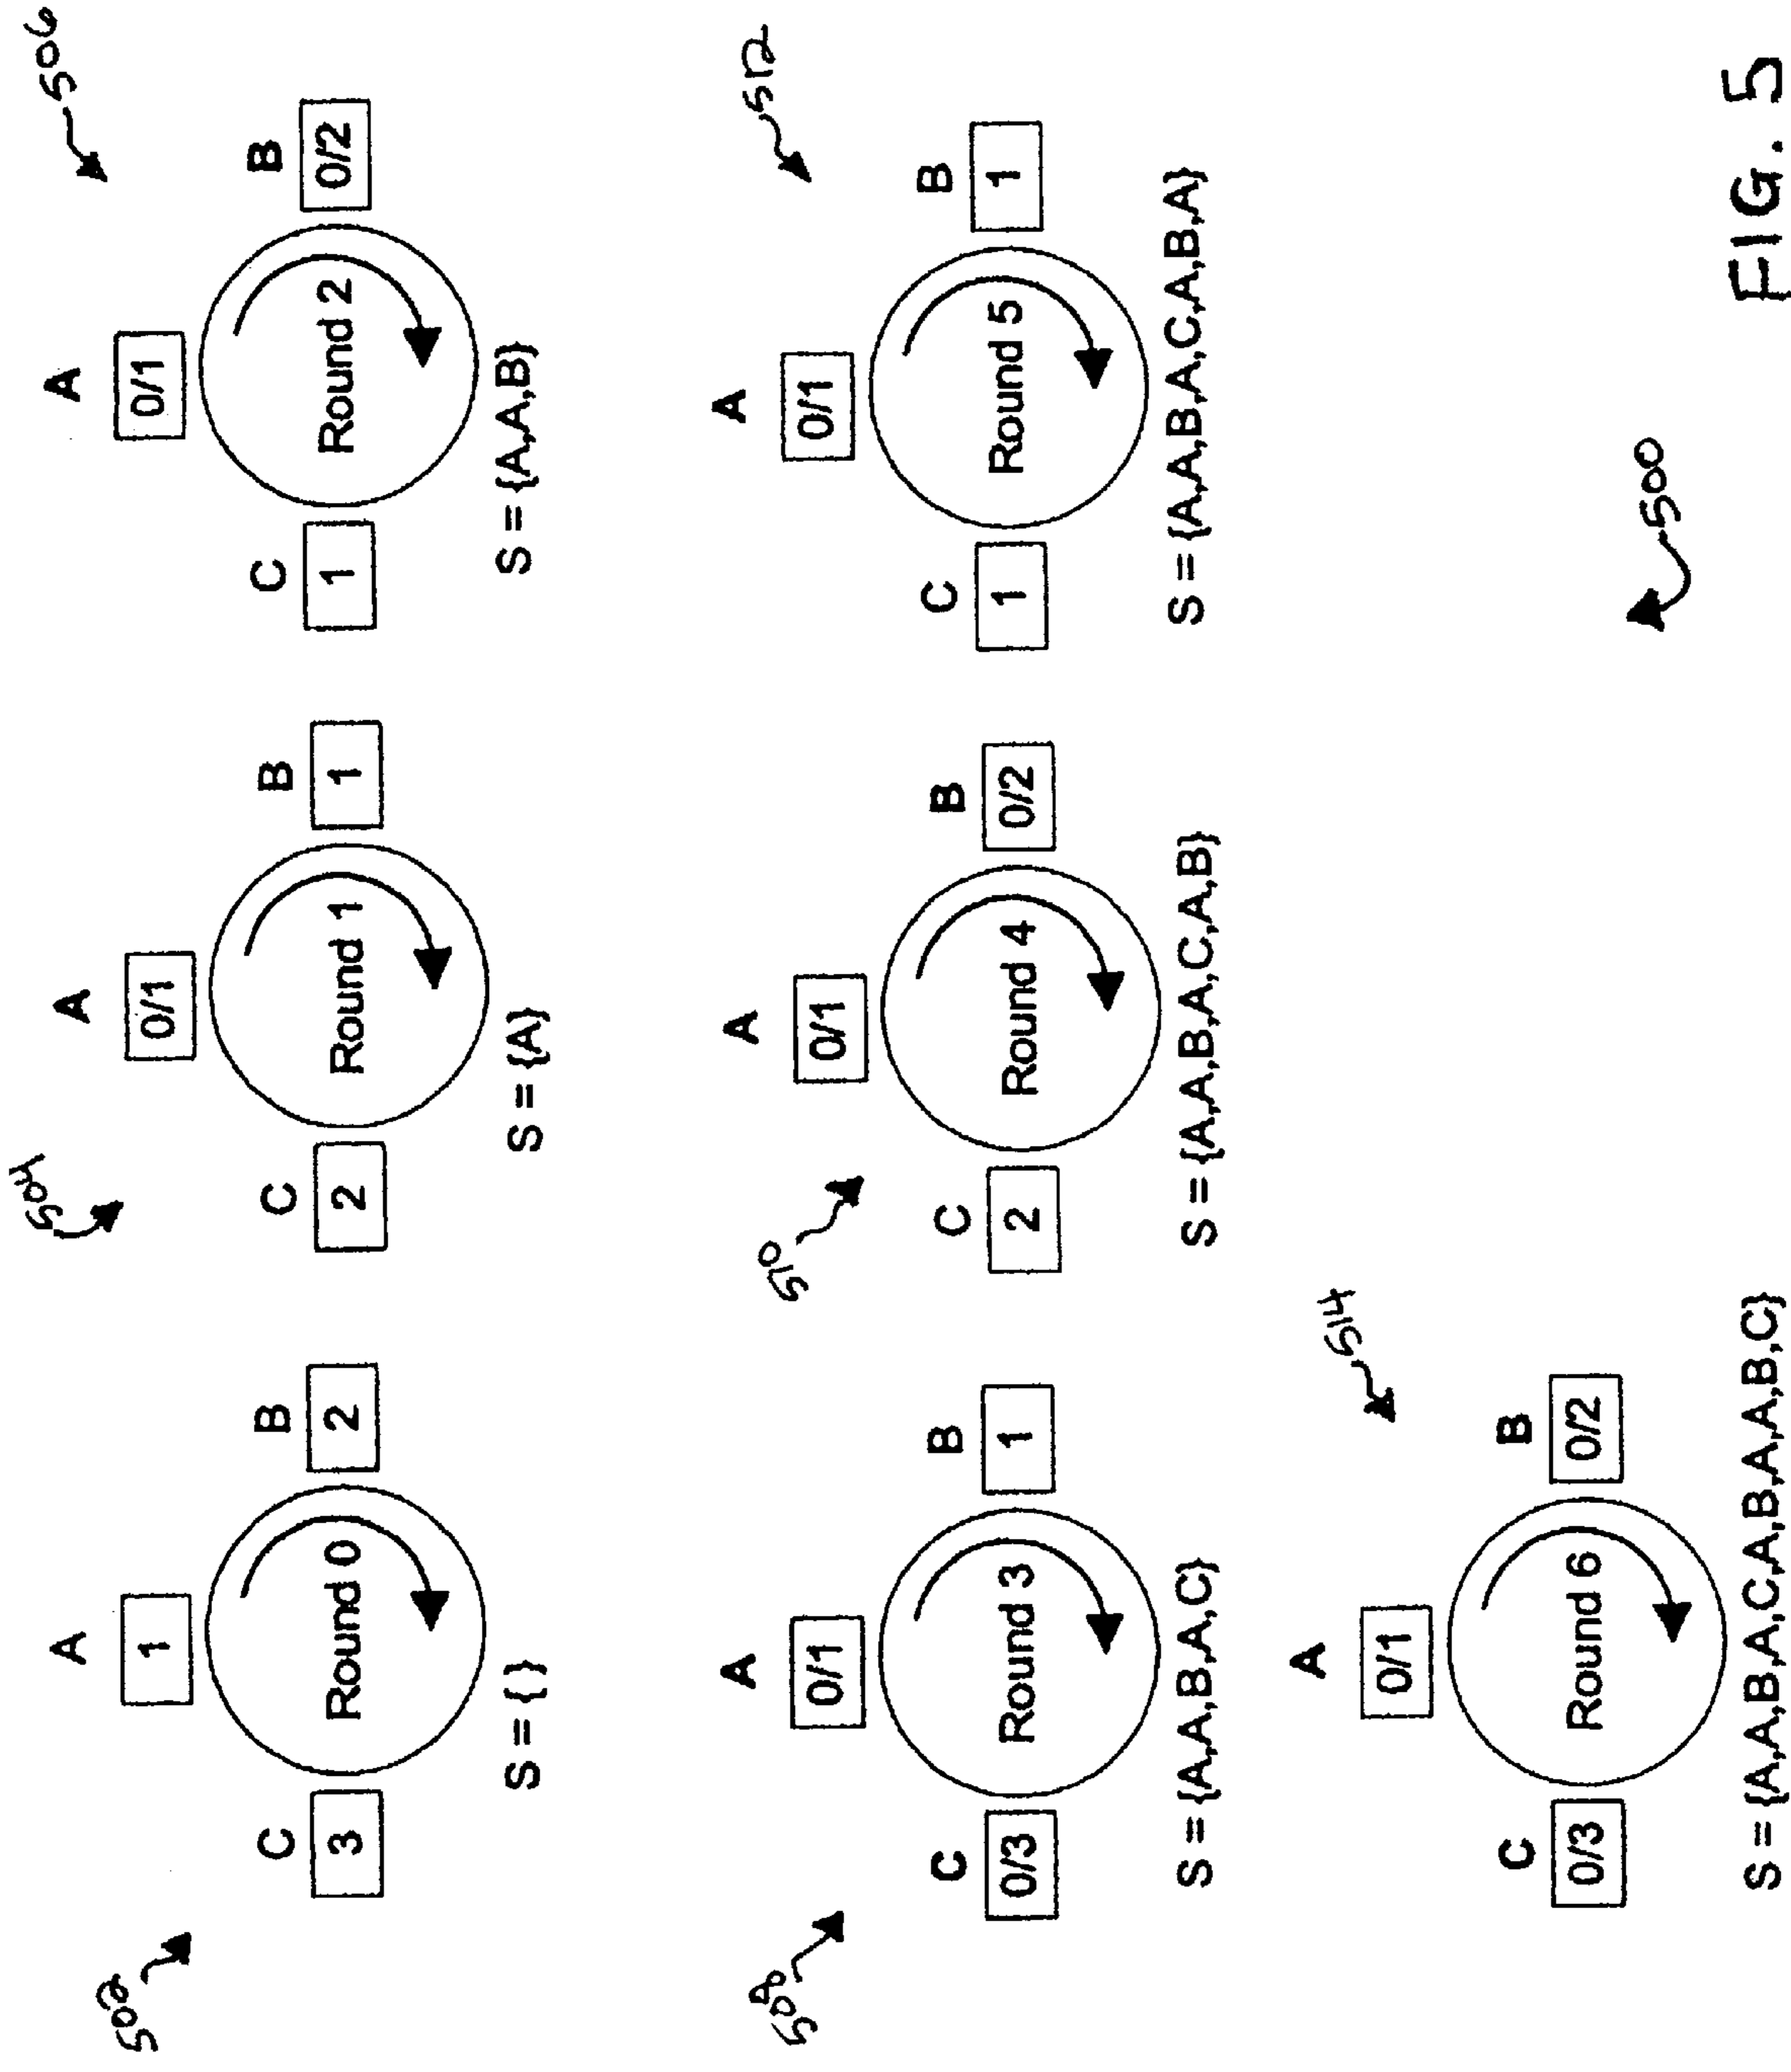 502
A
1
C
3
B
2
Round 0
S = { }
504
A
0/1
C
2
B
1
Round 1
S = {A}
506
A
0/1
C
1
B
0/2
Round 2
S = {A,A,B}
508
A
0/1
C
0/3
B
1
Round 3
S = {A,A,B,A,C}
510
A
0/1
C
2
B
0/2
Round 4
S = {A,A,B,A,C,A,B}
512
A
0/1
C
1
B
1
Round 5
S = {A,A,B,A,C,A,B,A}
514
A
0/1
C
0/3
B
0/2
Round 6
S = {A,A,B,A,C,A,B,A,A,B,C}
500
FIG. 5